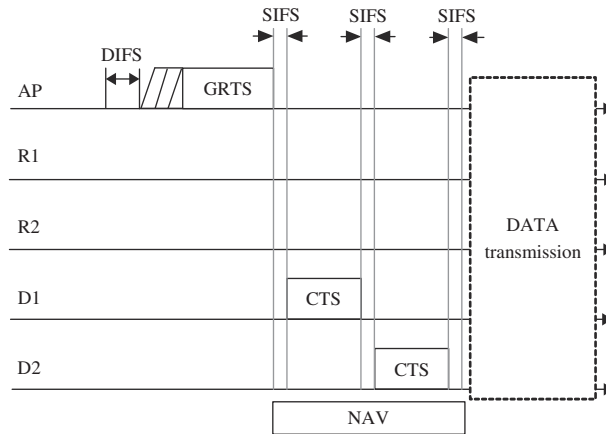 SIFS SIFS SIFS
DIFS
AP GRTS
R1
R2
DATA
transmission
D1 CTS
D2 CTS
NAV